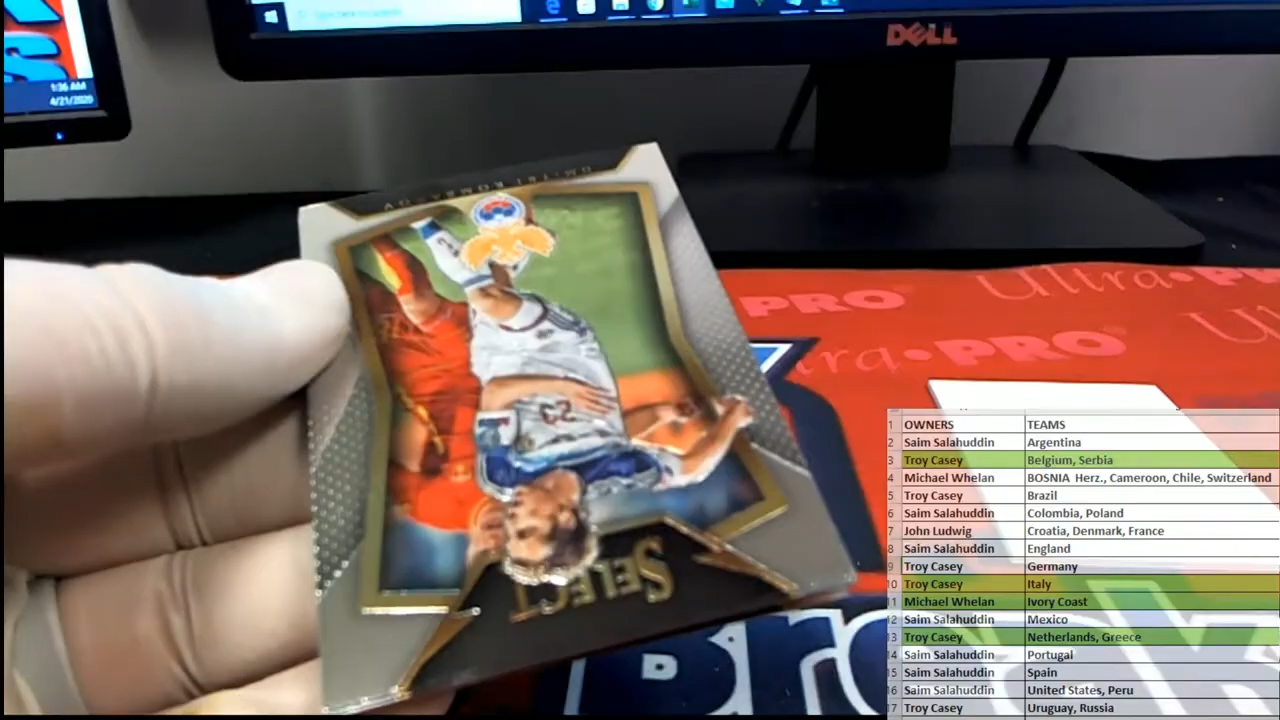 1:36 AM
4/21/2020
DELL
DMITRI KOMBAROV
23
SELECT
PRO
Ultra PRO
Ultra
ra PRO
Br
1 OWNERS TEAMS
2 Saim Salahuddin Argentina
3 Troy Casey Belgium, Serbia
4 Michael Whelan BOSNIA Herz., Cameroon, Chile, Switzerland
5 Troy Casey Brazil
6 Saim Salahuddin Colombia, Poland
7 John Ludwig Croatia, Denmark, France
8 Saim Salahuddin England
9 Troy Casey Germany
10 Troy Casey Italy
11 Michael Whelan Ivory Coast
12 Saim Salahuddin Mexico
13 Troy Casey Netherlands, Greece
14 Saim Salahuddin Portugal
15 Saim Salahuddin Spain
16 Saim Salahuddin United States, Peru
17 Troy Casey Uruguay, Russia